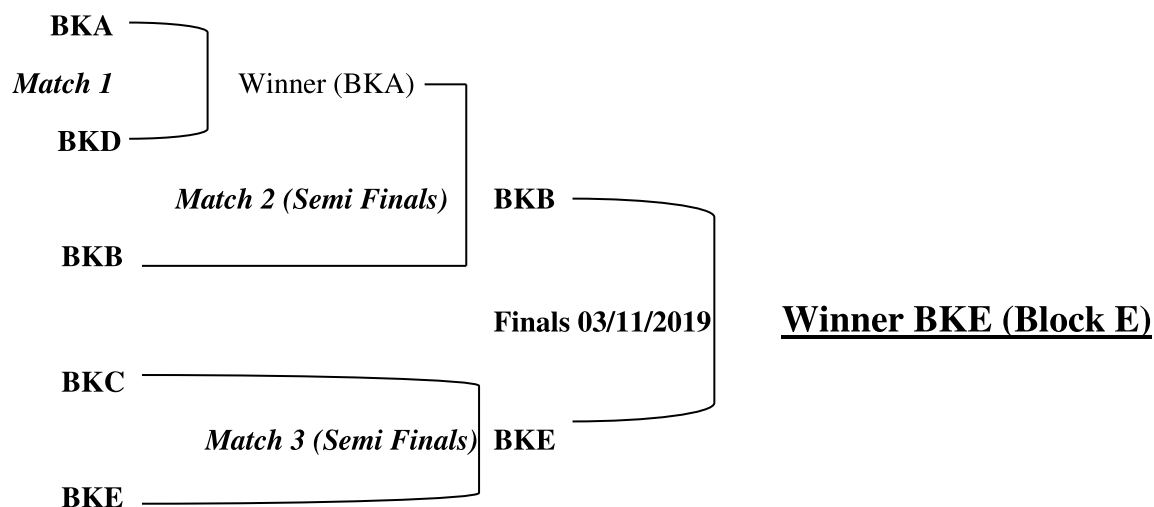 BKA
Match 1
Winner (BKA)
BKD
Match 2 (Semi Finals)
BKB
BKB
Finals 03/11/2019
Winner BKE (Block E)
BKC
Match 3 (Semi Finals)
BKE
BKE